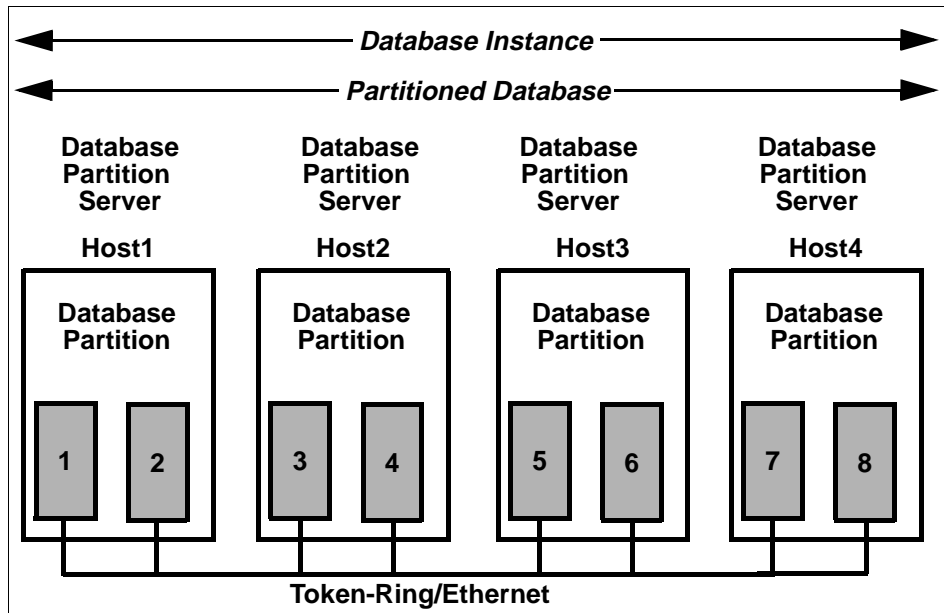 Database Instance
Partitioned Database
Database
Partition
Server
Database
Partition
Server
Database
Partition
Server
Database
Partition
Server
Host1
Host2
Host3
Host4
Database
Partition
Database
Partition
Database
Partition
Database
Partition
1
2
3
4
5
6
7
8
Token-Ring/Ethernet